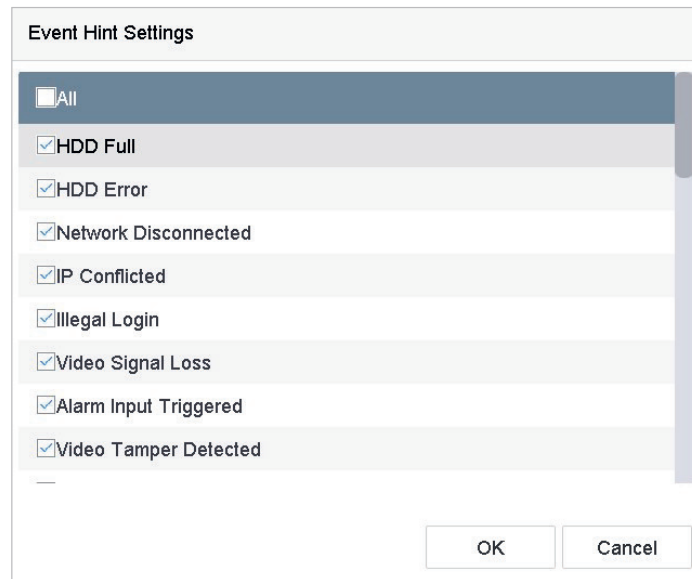 Event Hint Settings
All
HDD Full
HDD Error
Network Disconnected
IP Conflicted
Illegal Login
Video Signal Loss
Alarm Input Triggered
Video Tamper Detected
OK Cancel